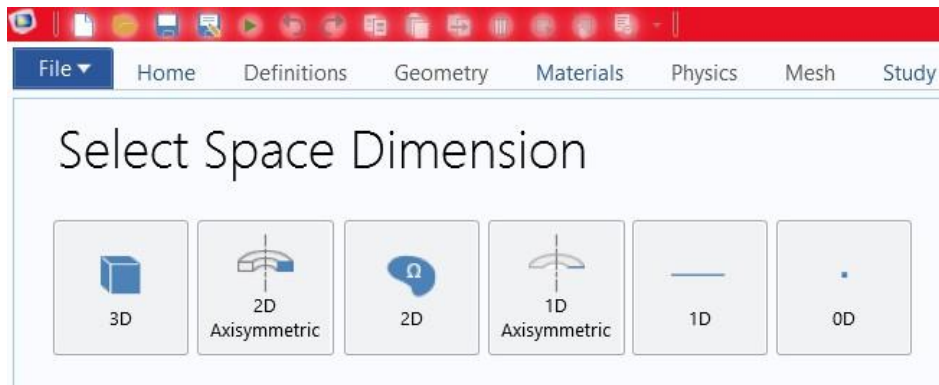 File Home Definitions Geometry Materials Physics Mesh Study
Select Space Dimension
3D
2D
Axisymmetric
Ω
2D
1D
Axisymmetric
1D
0D